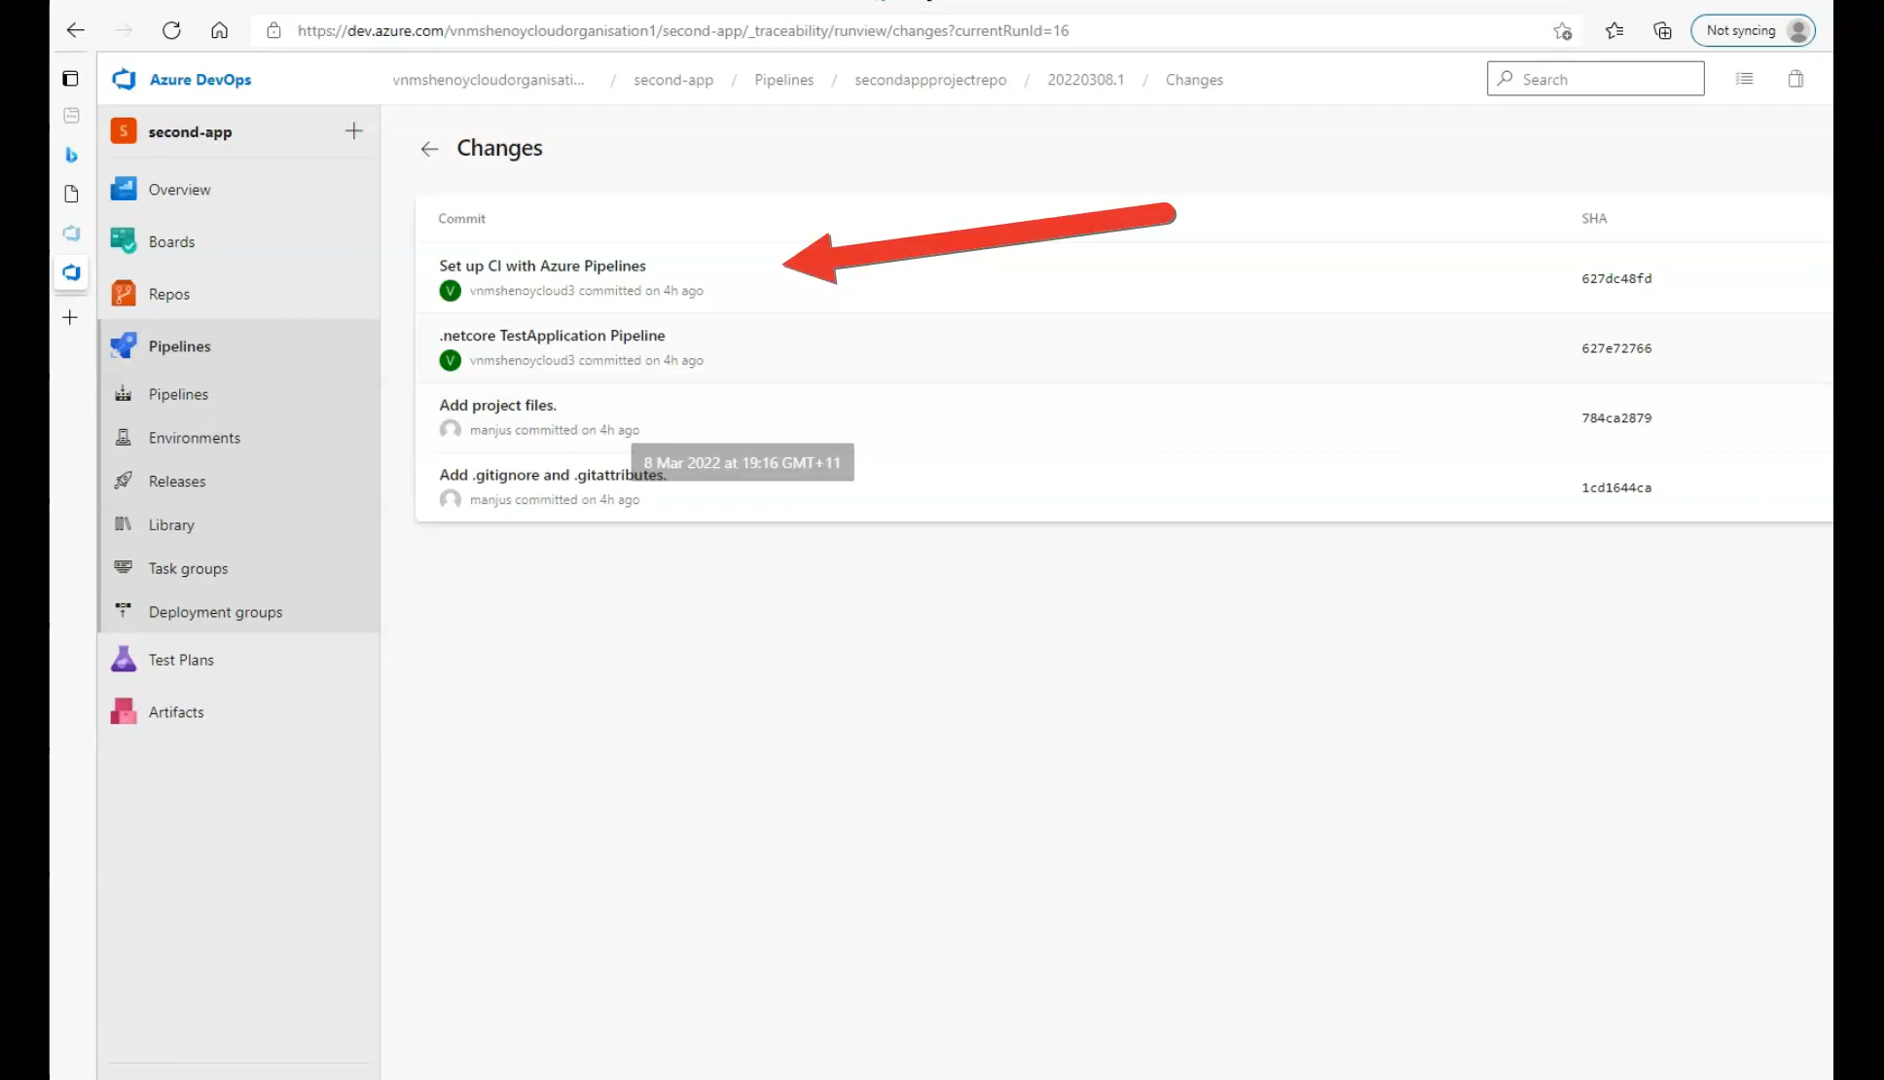 https://dev.azure.com/vnmshenoycloudorganisation1/second-app/_traceability/runview/changes?currentRunId=16
Not syncing
Azure DevOps
vnmshenoycloudorganisati... / second-app / Pipelines / secondappprojectrepo / 20220308.1 / Changes
Search
S second-app
Overview
Boards
Repos
Pipelines
Pipelines
Environments
Releases
Library
Task groups
Deployment groups
Test Plans
Artifacts
Changes
Commit SHA
Set up CI with Azure Pipelines
V vnmshenoycloud3 committed on 4h ago
627dc48fd
.netcore TestApplication Pipeline
V vnmshenoycloud3 committed on 4h ago
627e72766
Add project files.
manjus committed on 4h ago
784ca2879
8 Mar 2022 at 19:16 GMT+11
Add .gitignore and .gitattributes.
manjus committed on 4h ago
1cd1644ca